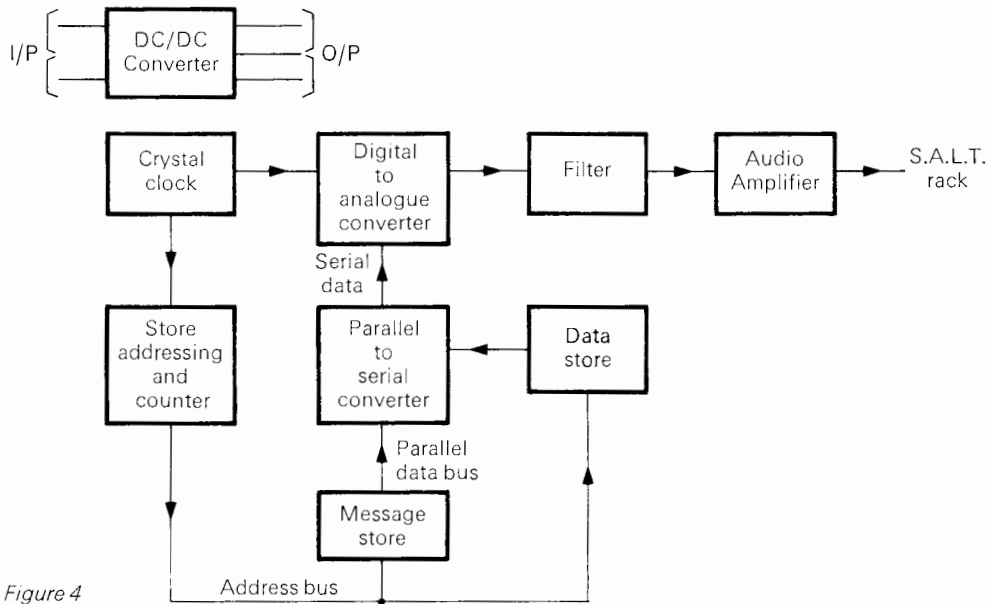 I/P
DC/DC
Converter
O/P
Crystal
clock
Digital
to
analogue
converter
Filter
Audio
Amplifier
S.A.L.T.
rack
Serial
data
Store
addressing
and
counter
Parallel
to
serial
converter
Data
store
Parallel
data bus
Message
store
Address bus
Figure 4